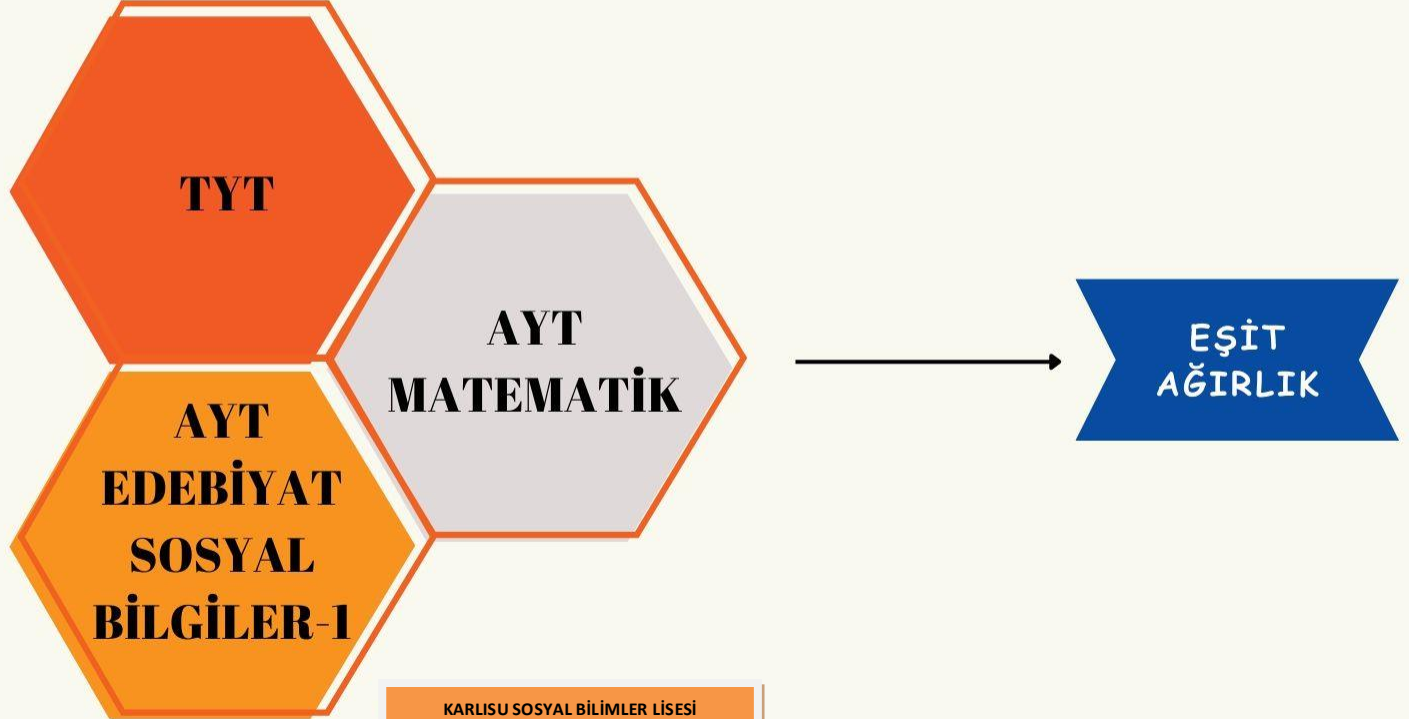 TYT
AYT
MATEMATİK
EŞİT
AĞIRLIK
AYT
EDEBİYAT
SOSYAL
BİLGİLER-1
KARLISU SOSYAL BİLİMLER LİSESİ